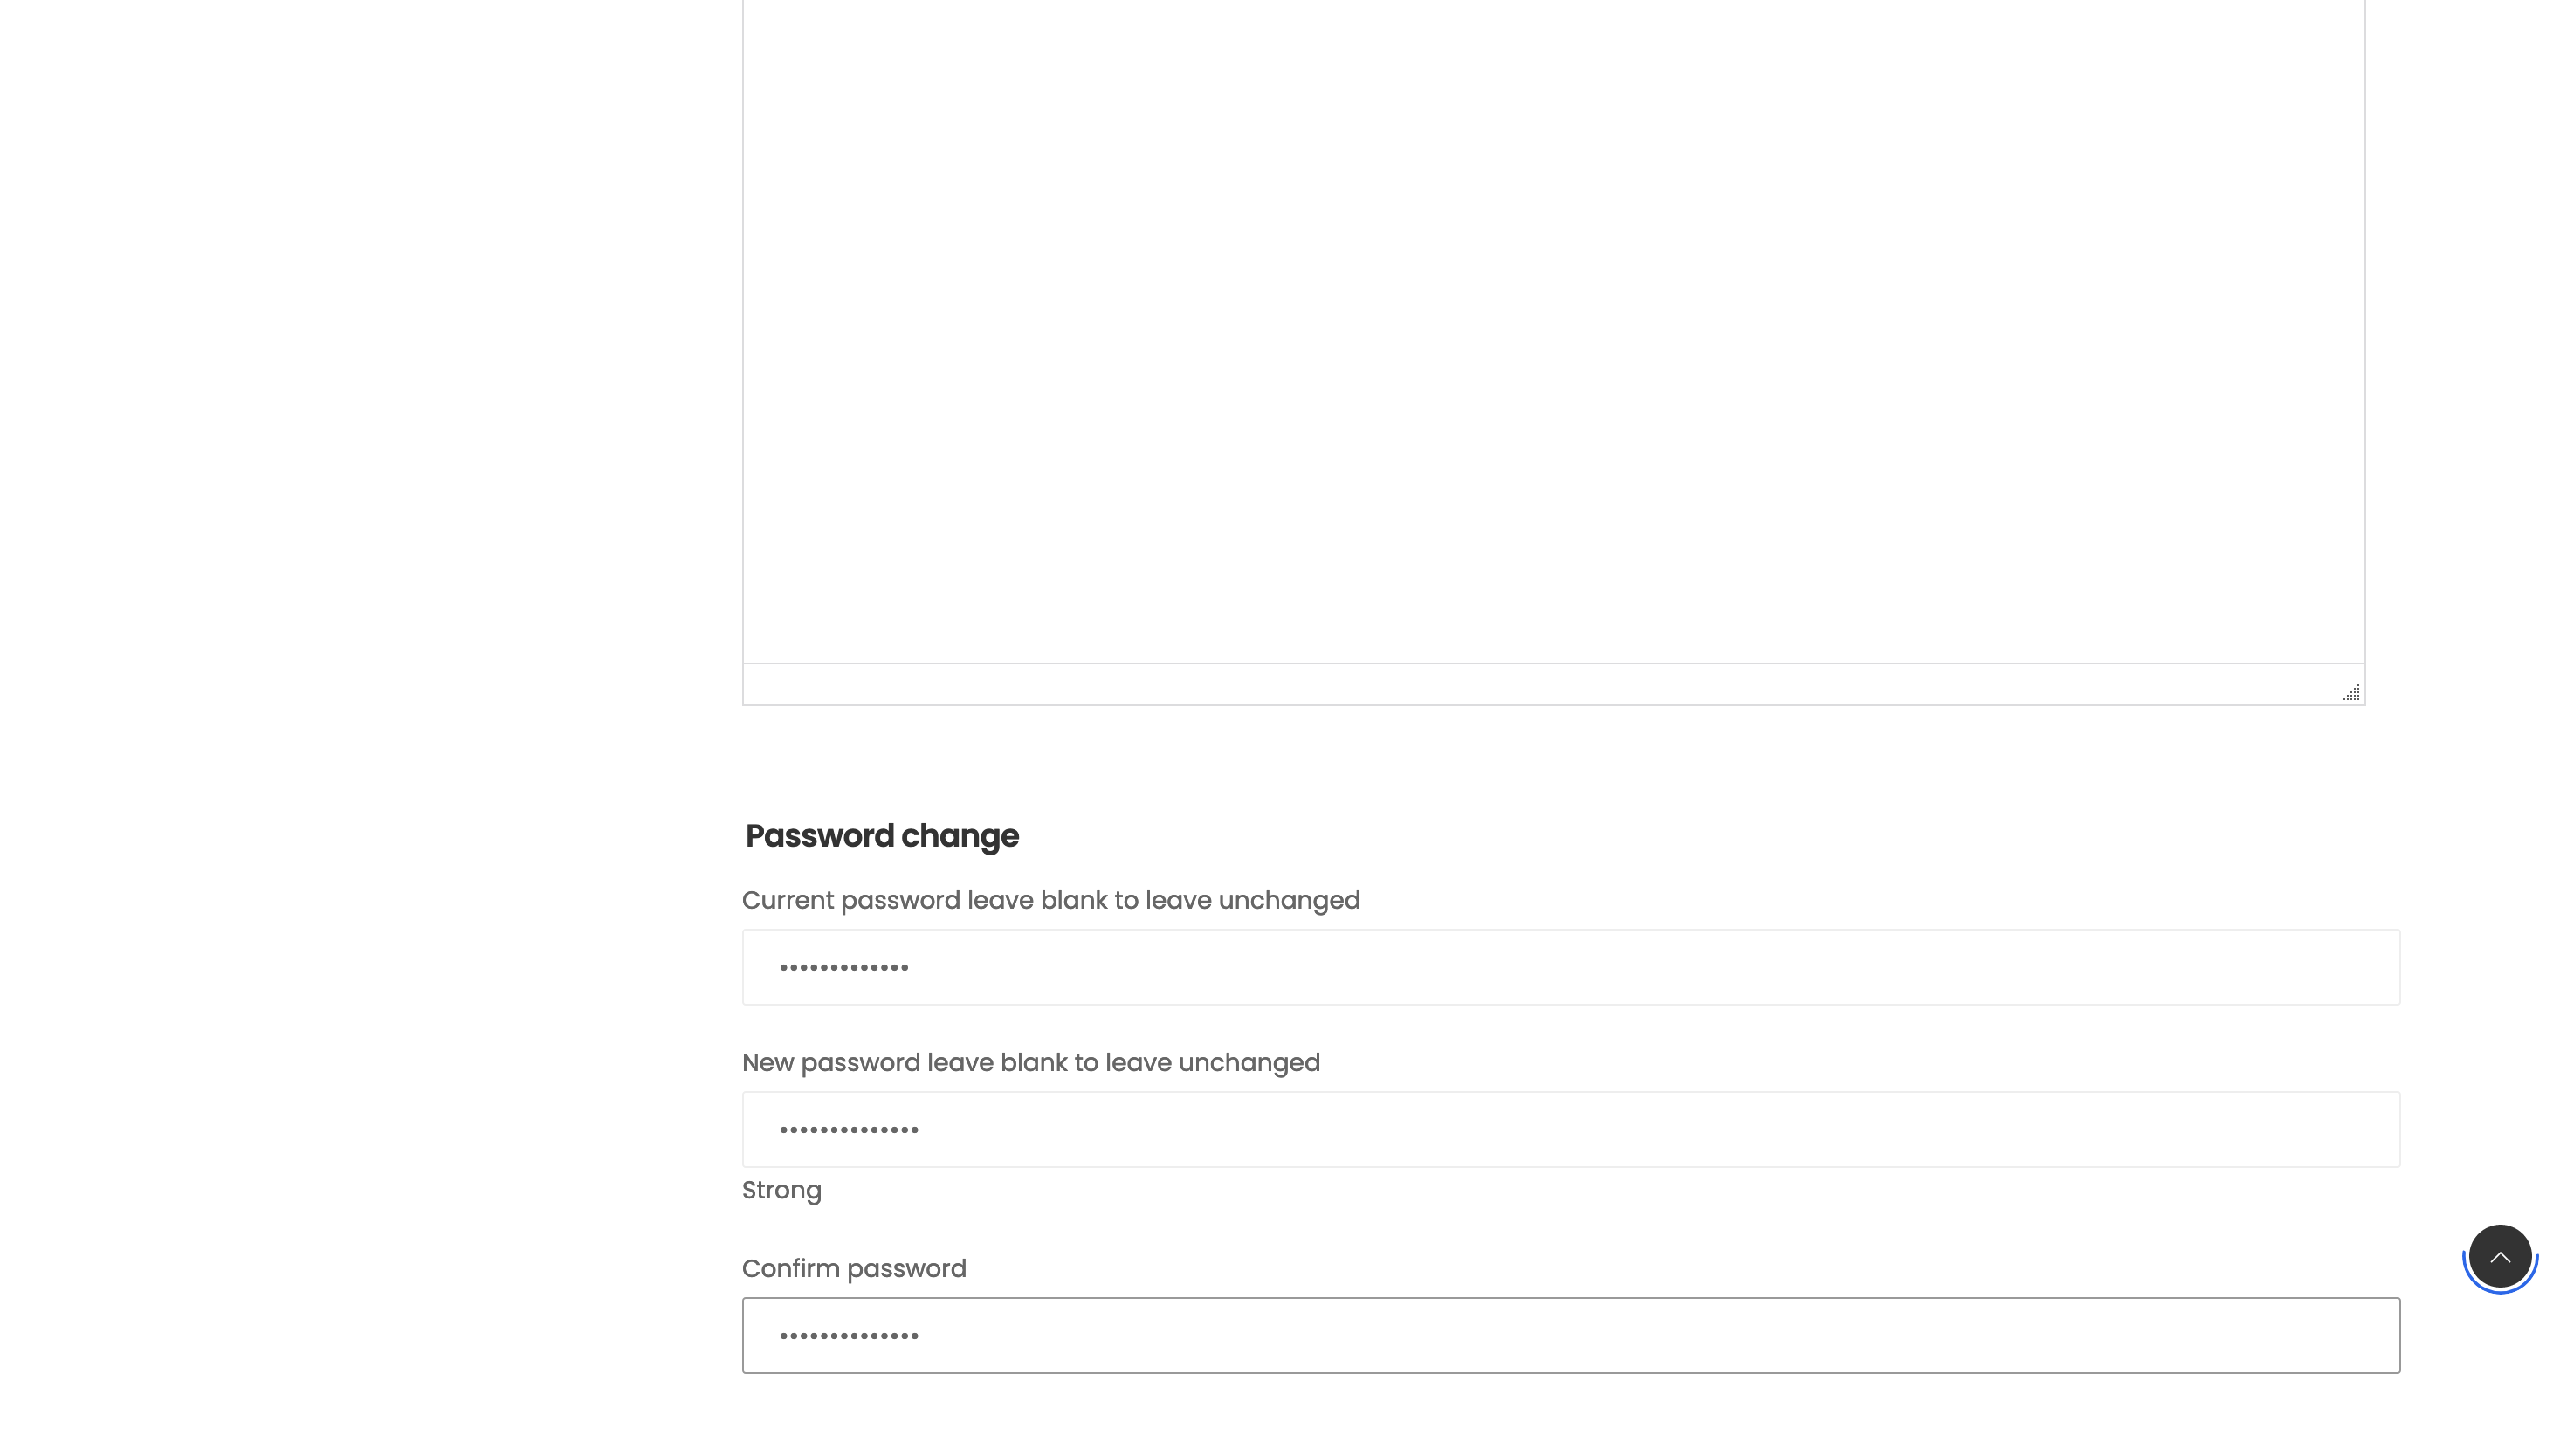 Password change
Current password leave blank to leave unchanged
•••••••••••••
New password leave blank to leave unchanged
••••••••••••••
Strong
Confirm password
••••••••••••••